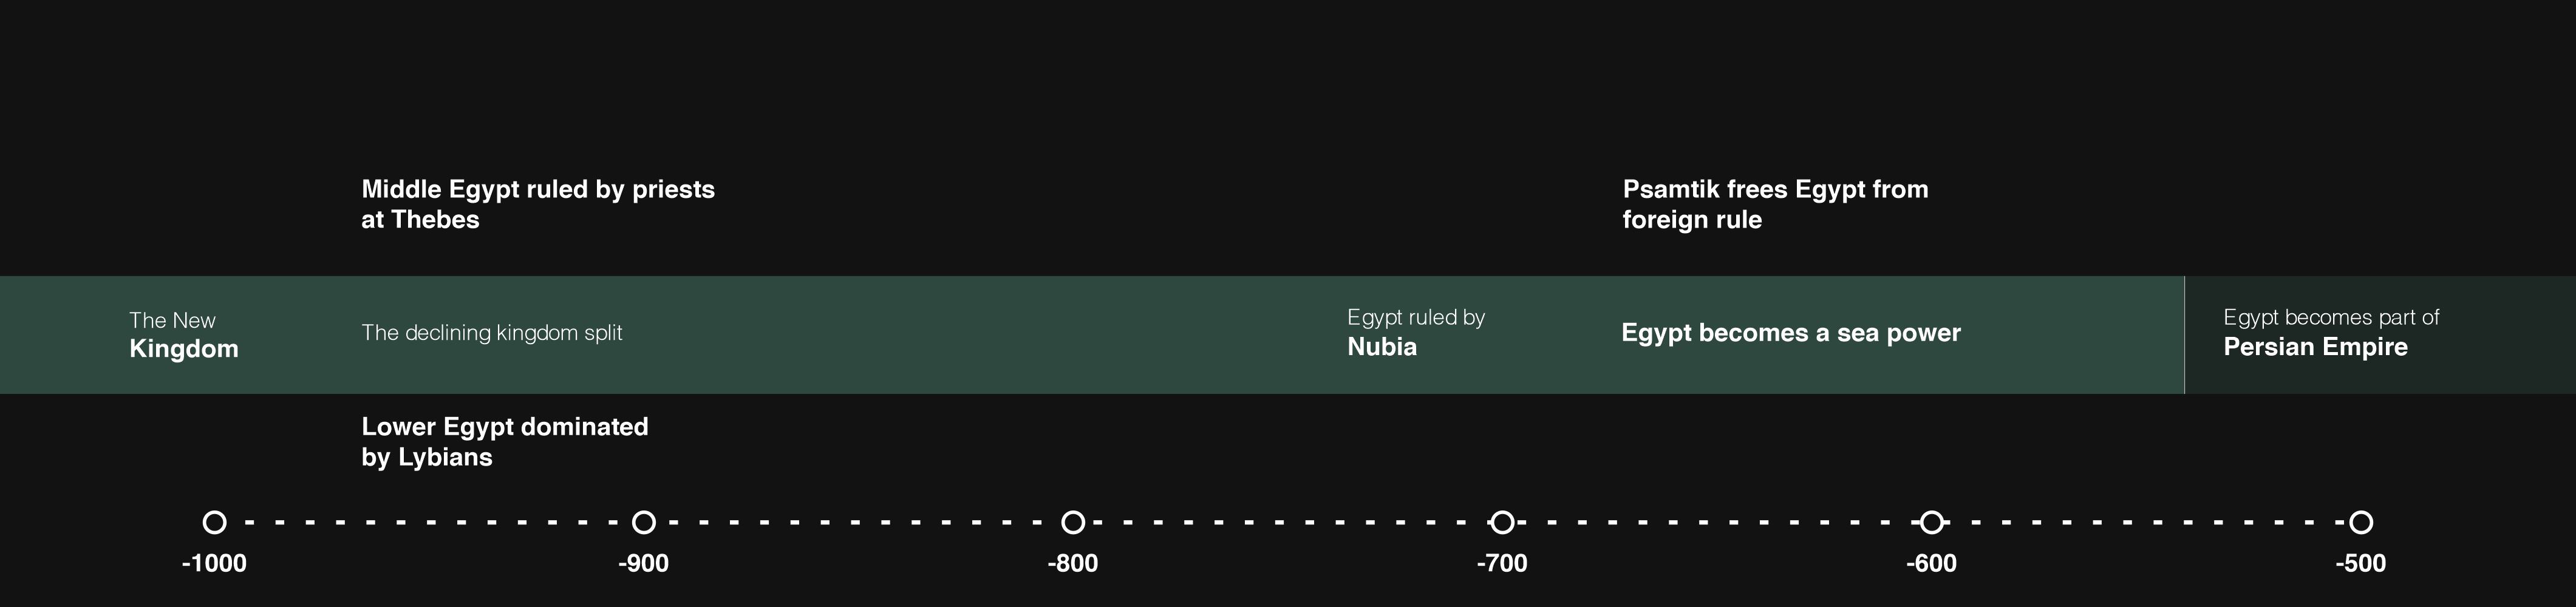 Middle Egypt ruled by priests
at Thebes
Psamtik frees Egypt from
foreign rule
The New
Kingdom
The declining kingdom split
Egypt ruled by
Nubia
Egypt becomes a sea power
Egypt becomes part of
Persian Empire
Lower Egypt dominated
by Lybians
-1000
-900
-800
-700
-600
-500